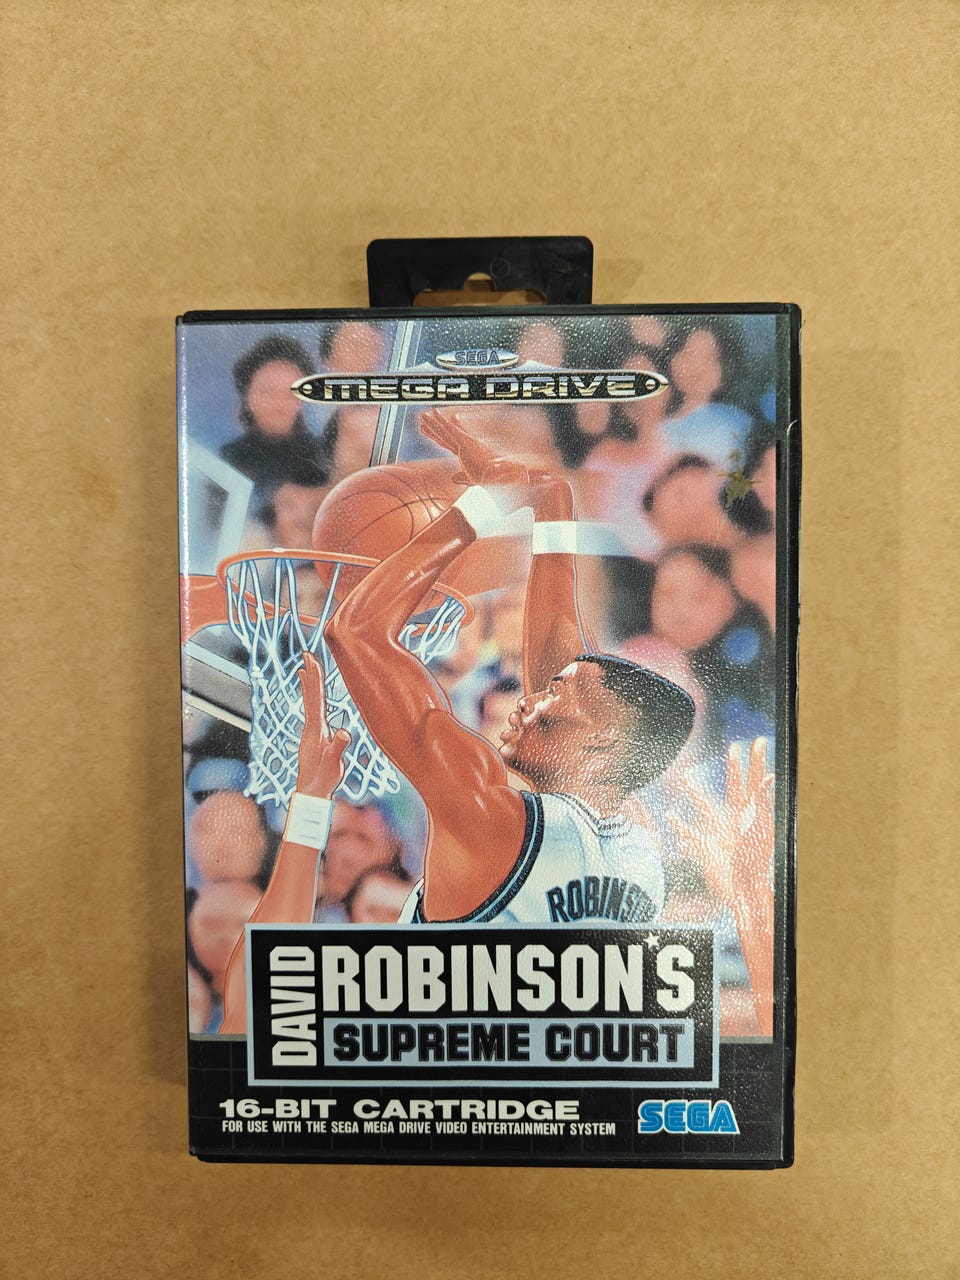 SEGA
MEGA DRIVE
ROBINSO
DAVID
ROBINSON'S
SUPREME COURT
16-BIT CARTRIDGE
FOR USE WITH THE SEGA MEGA DRIVE VIDEO ENTERTAINMENT SYSTEM
SEGA